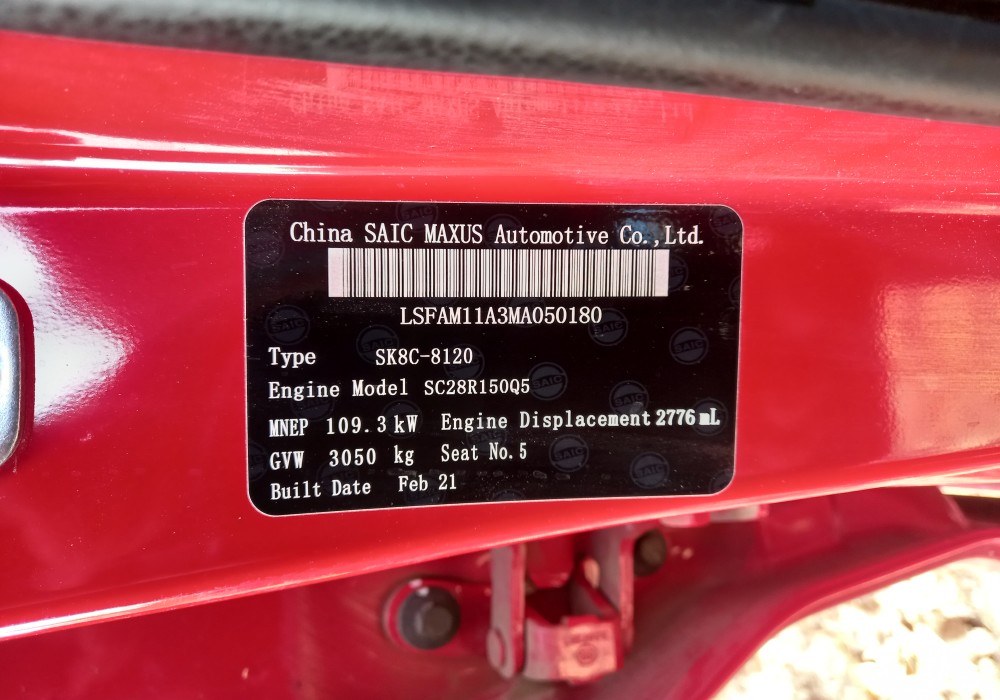 China SAIC MAXUS Automotive Co.,Ltd.
LSFAM11A3MA050180
Type SK8C-8120
Engine Model SC28R150Q5
MNEP 109.3 kW Engine Displacement 2776 mL
GVW 3050 kg Seat No. 5
Built Date Feb 21